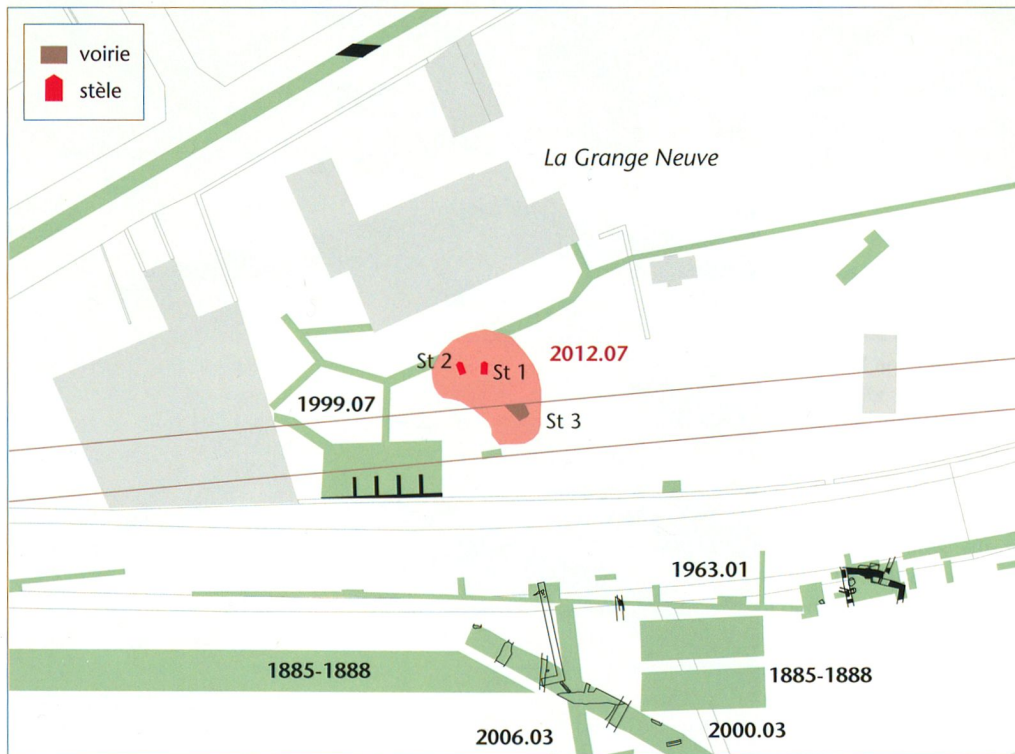 voirie
stèle
La Grange Neuve
2012.07
St 2
St 1
1999.07
St 3
1963.01
1885-1888
1885-1888
2006.03
2000.03